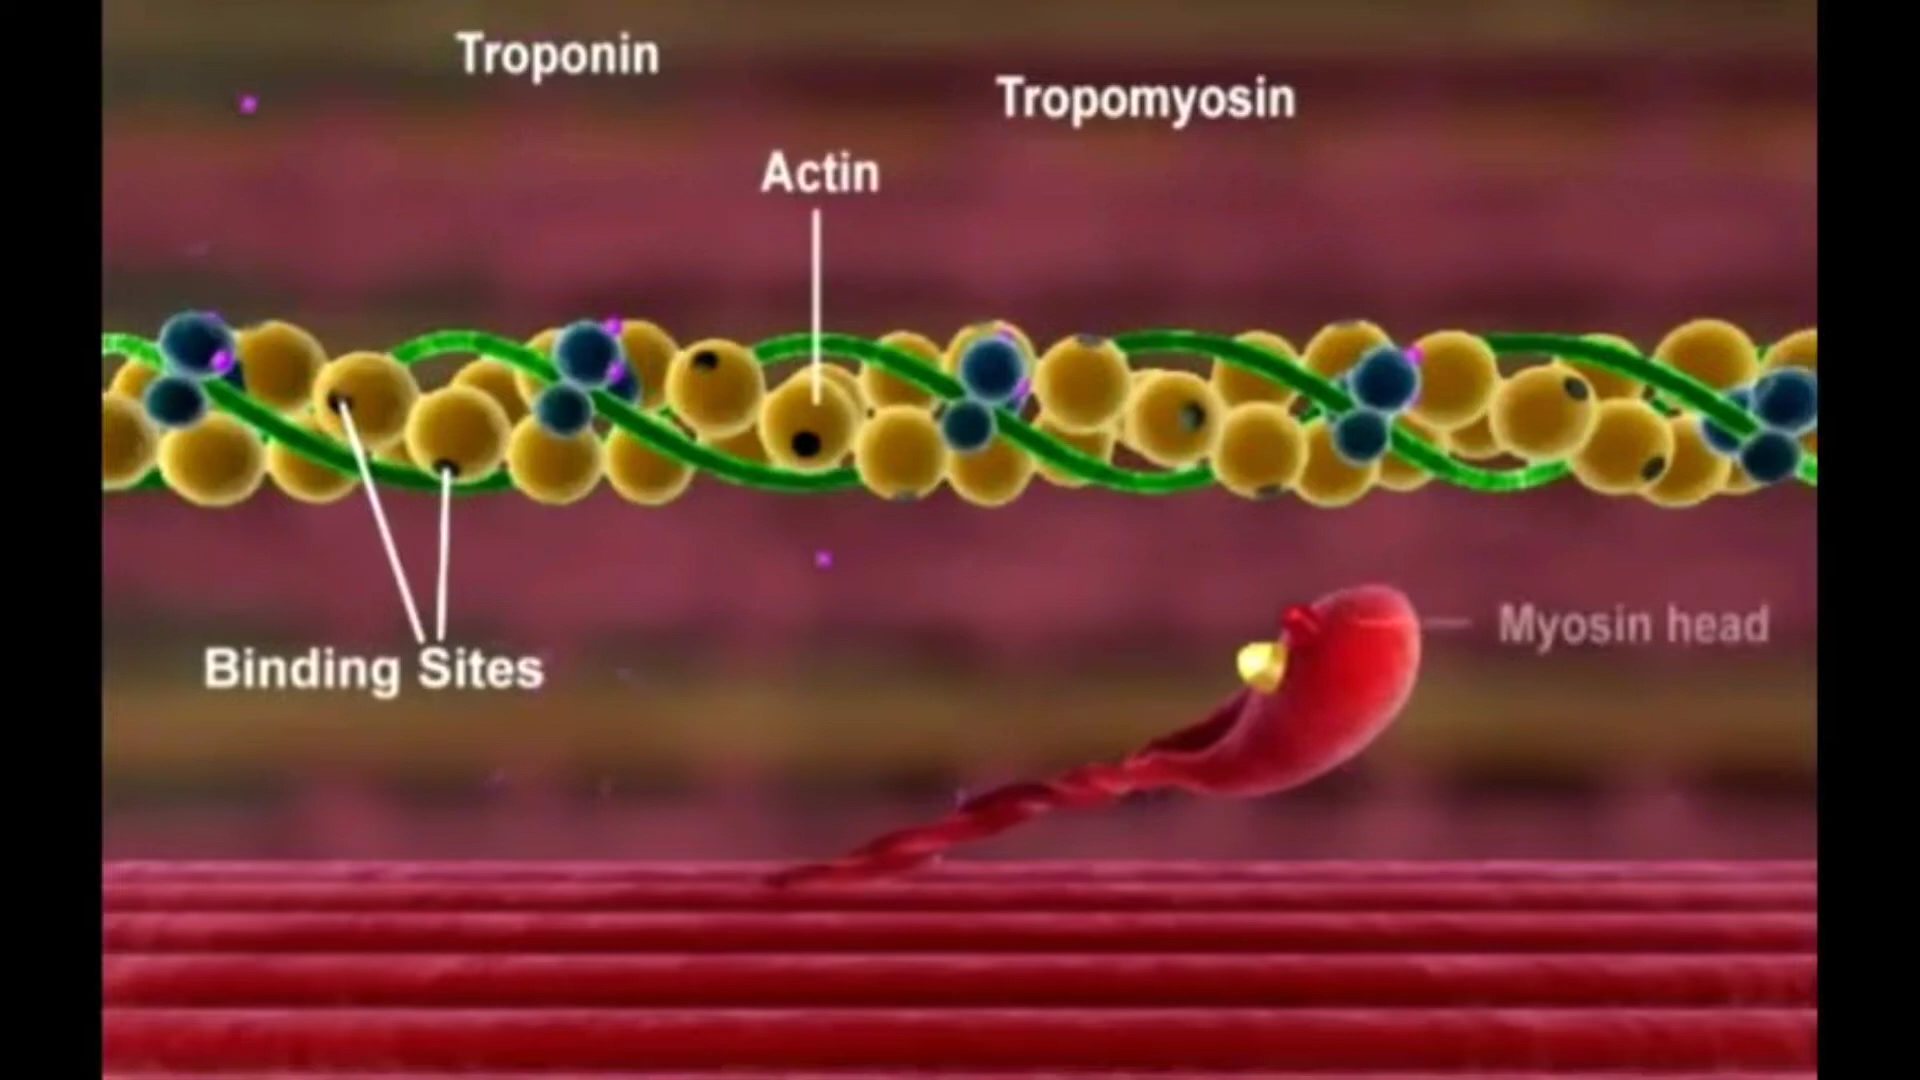 Troponin
Tropomyosin
Actin
Myosin head
Binding Sites